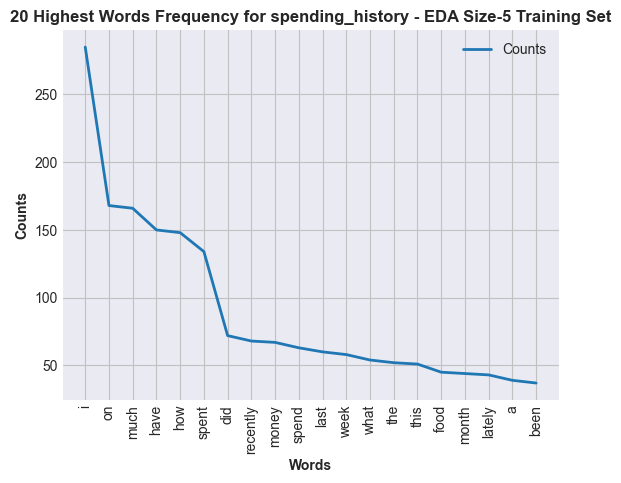 20 Highest Words Frequency for spending_history - EDA Size-5 Training Set
Counts
250
200
150
100
50
Counts
i
on
much
have
how
spent
did
recently
money
spend
last
week
what
the
this
food
month
lately
a
been
Words